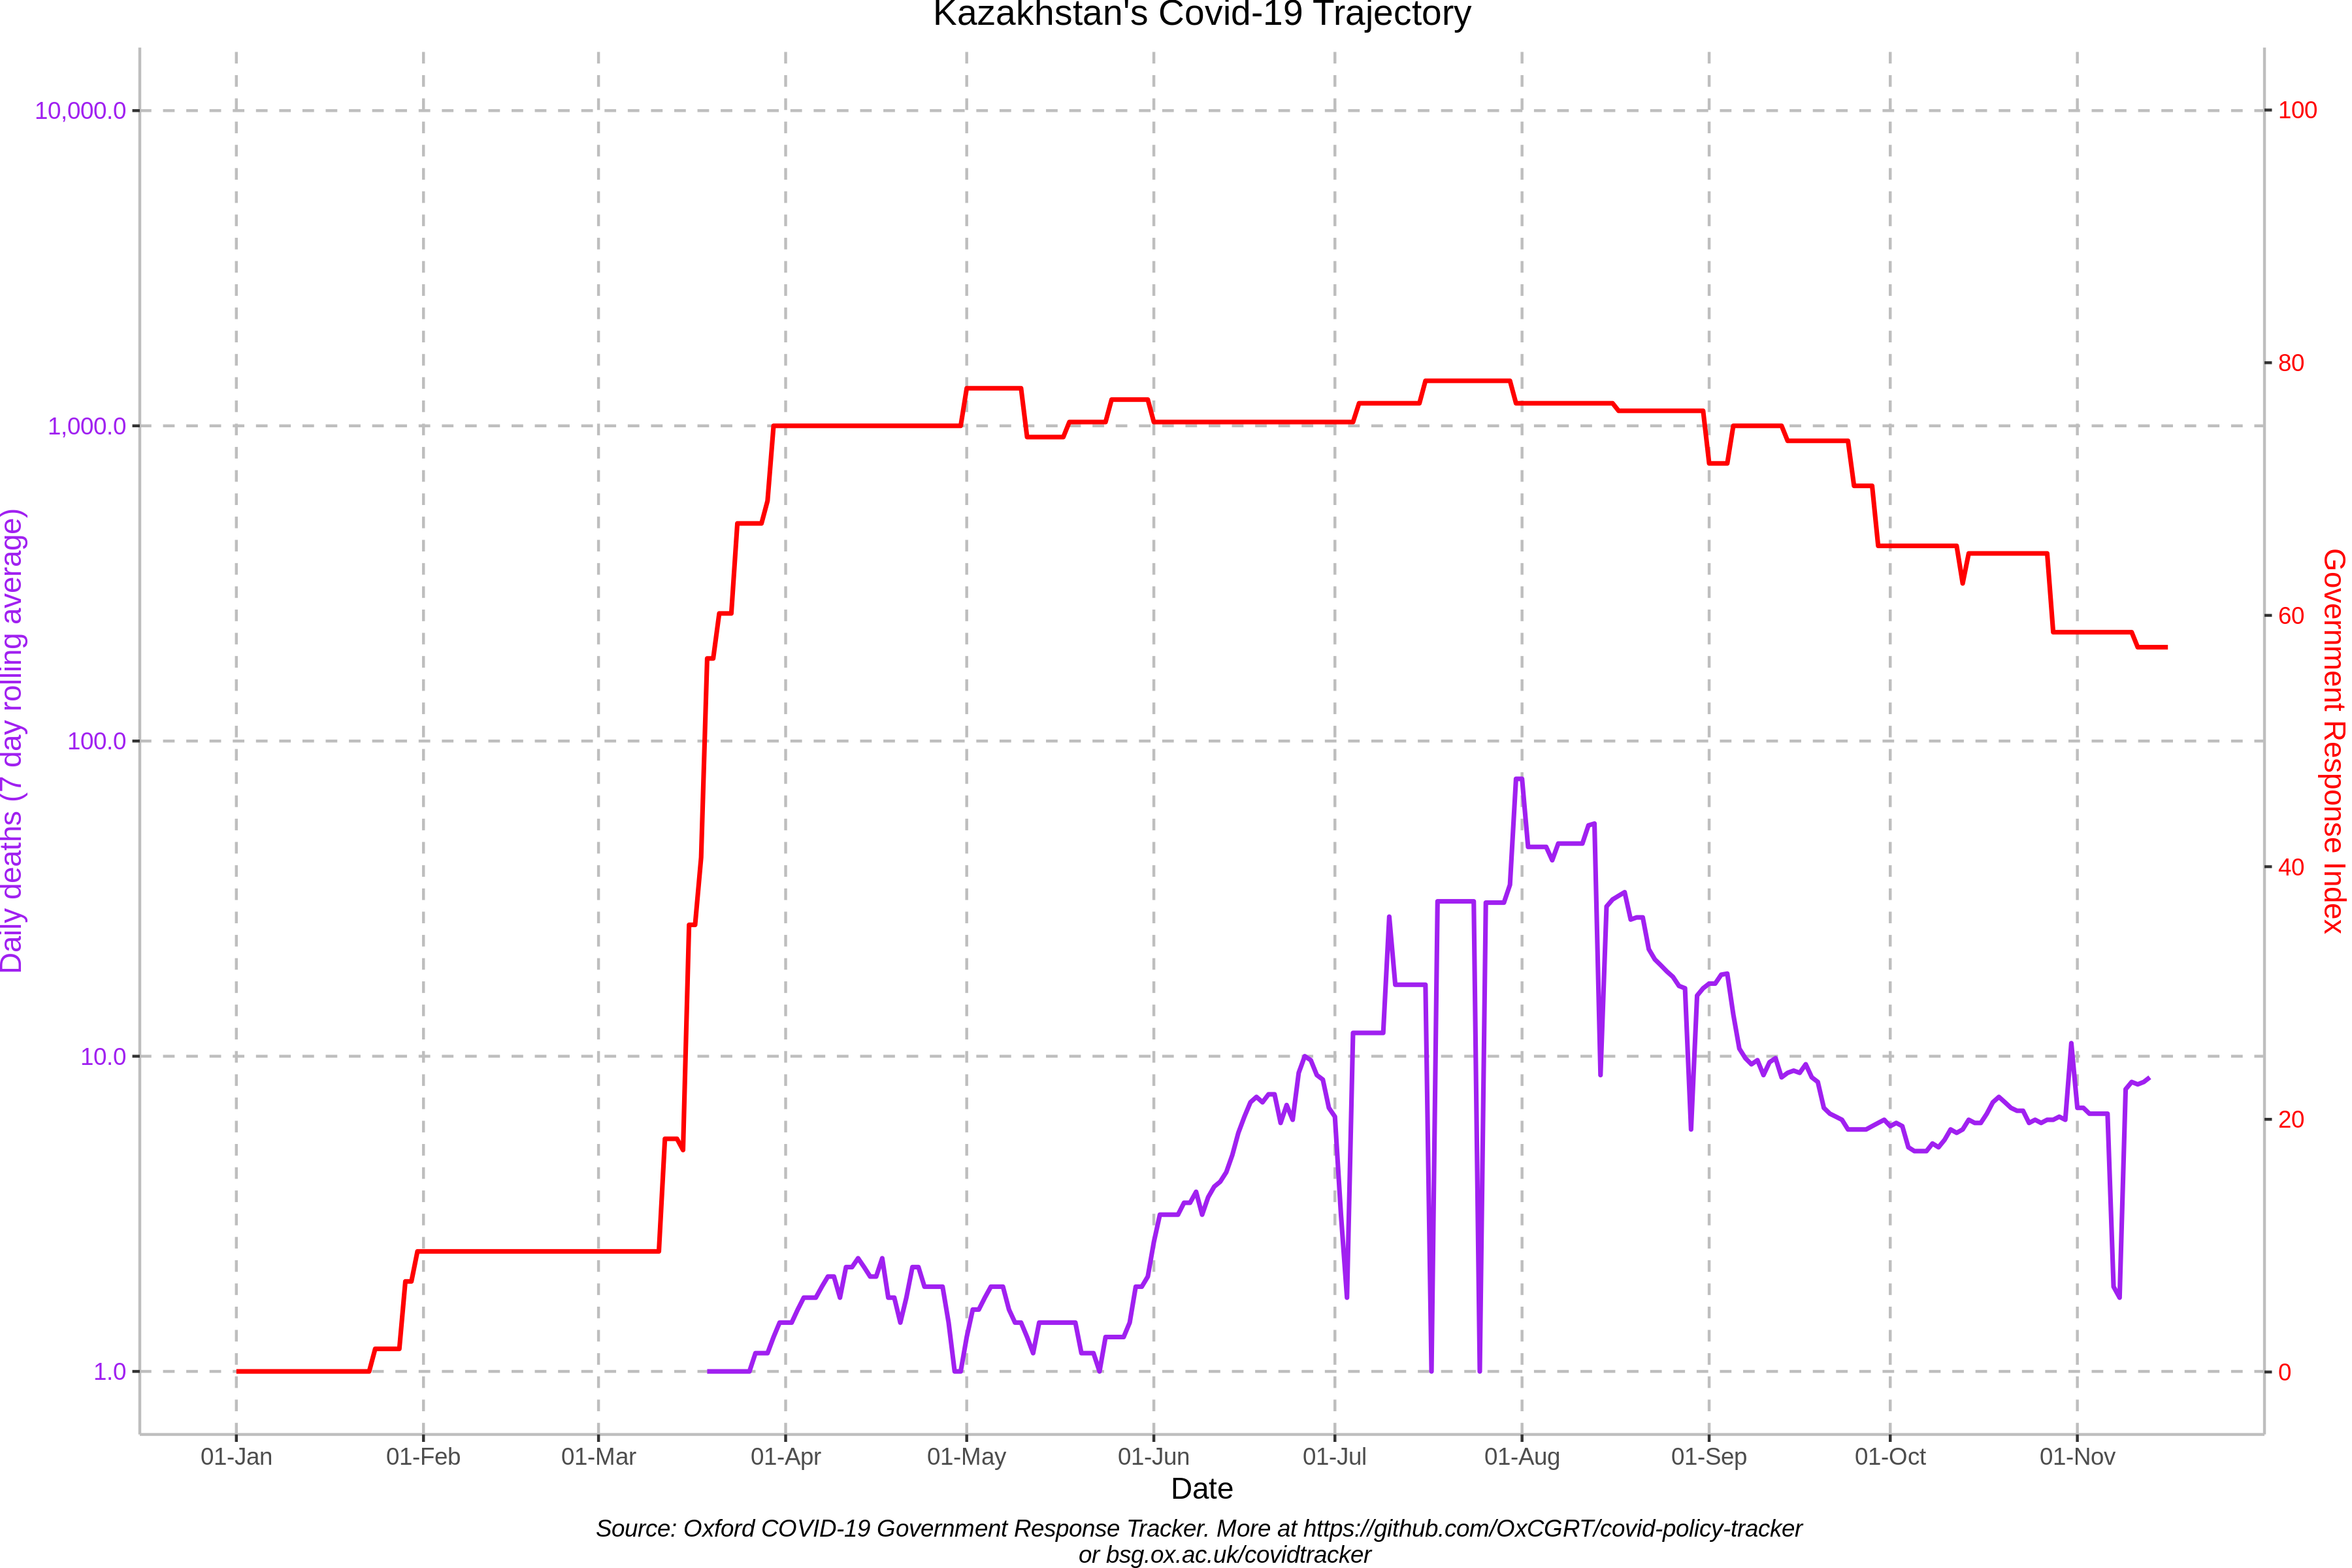 Kazakhstan's Covid-19 Trajectory
10,000.0
1,000.0
100.0
10.0
1.0
Daily deaths (7 day rolling average)
100
80
60
40
20
0
Government Response Index
01-Jan
01-Feb
01-Mar
01-Apr
01-May
01-Jun
01-Jul
01-Aug
01-Sep
01-Oct
01-Nov
Date
Source: Oxford COVID-19 Government Response Tracker. More at https://github.com/OxCGRT/covid-policy-tracker
or bsg.ox.ac.uk/covidtracker